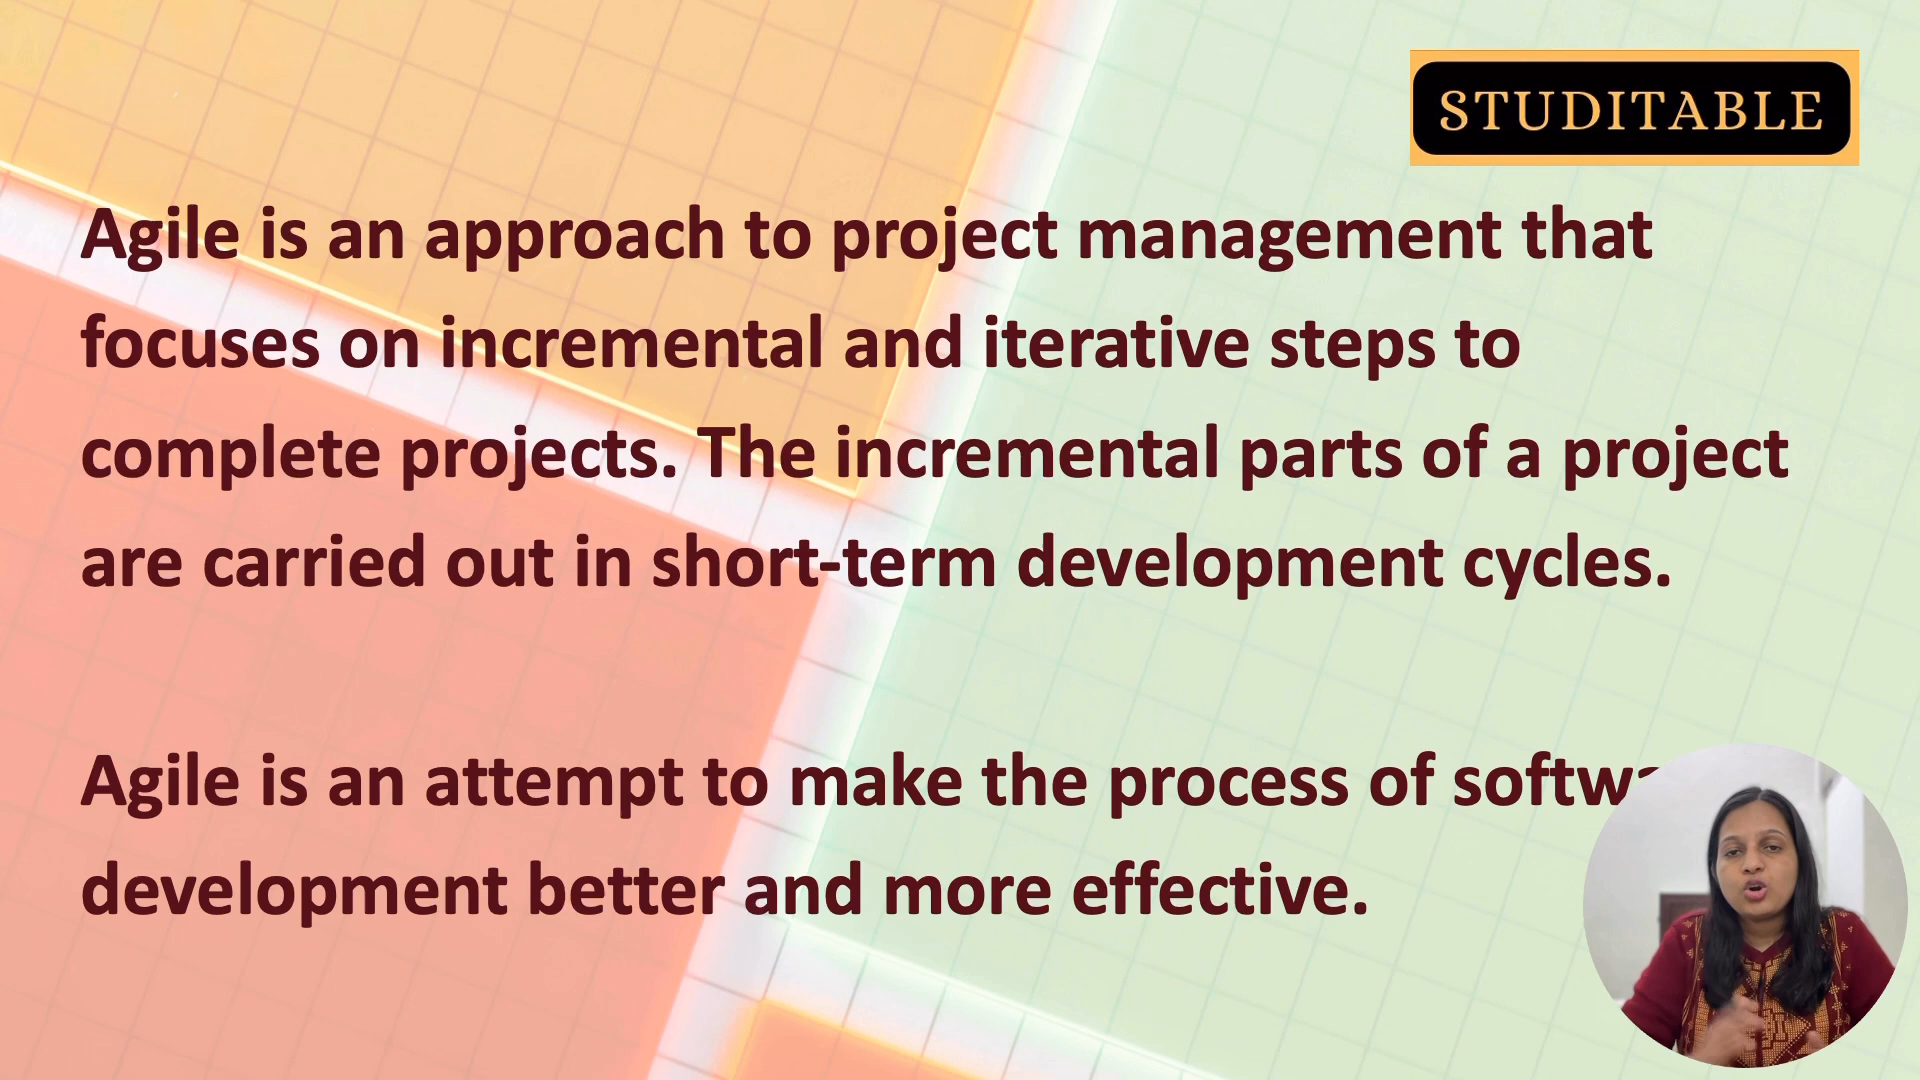 STUDITABLE
Agile is an approach to project management that
focuses on incremental and iterative steps to
complete projects. The incremental parts of a project
are carried out in short-term development cycles.
Agile is an attempt to make the process of
development better and more effective.